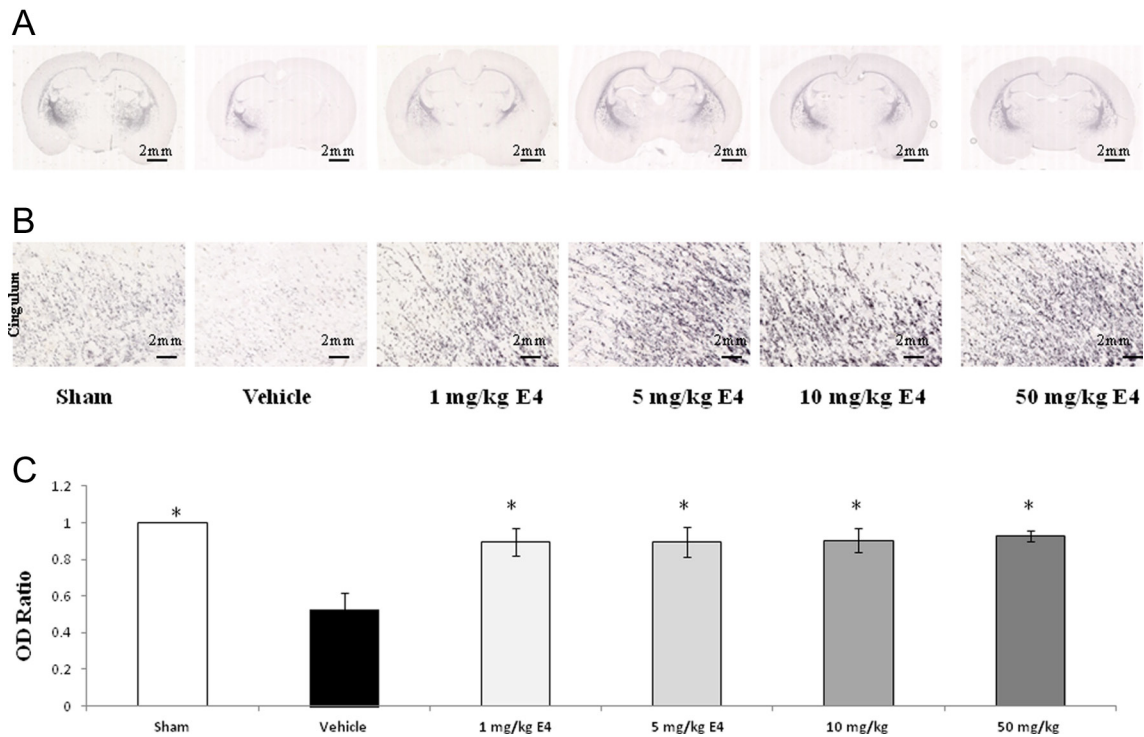 A
2mm 2mm 2mm 2mm 2mm 2mm
B
Cingulum
2mm 2mm 2mm 2mm 2mm 2mm
Sham Vehicle 1 mg/kg E4 5 mg/kg E4 10 mg/kg E4 50 mg/kg E4
C
OD Ratio
1.2
1
0.8
0.6
0.4
0.2
0
* * * * *
Sham Vehicle 1 mg/kg E4 5 mg/kg E4 10 mg/kg 50 mg/kg